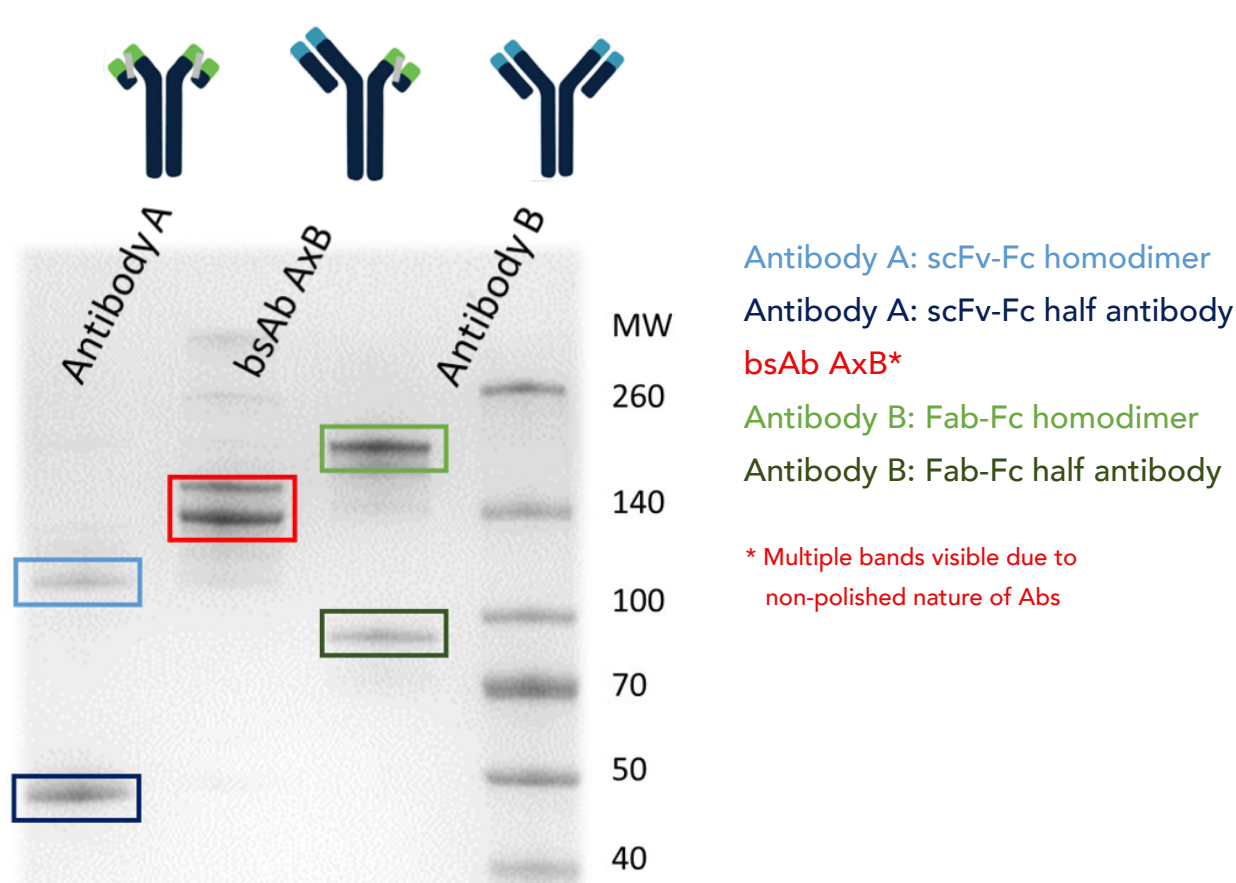 Antibody A
bsAb AxB
Antibody B
MW
260
140
100
70
50
40
Antibody A: scFv-Fc homodimer
Antibody A: scFv-Fc half antibody
bsAb AxB*
Antibody B: Fab-Fc homodimer
Antibody B: Fab-Fc half antibody
* Multiple bands visible due to
non-polished nature of Abs